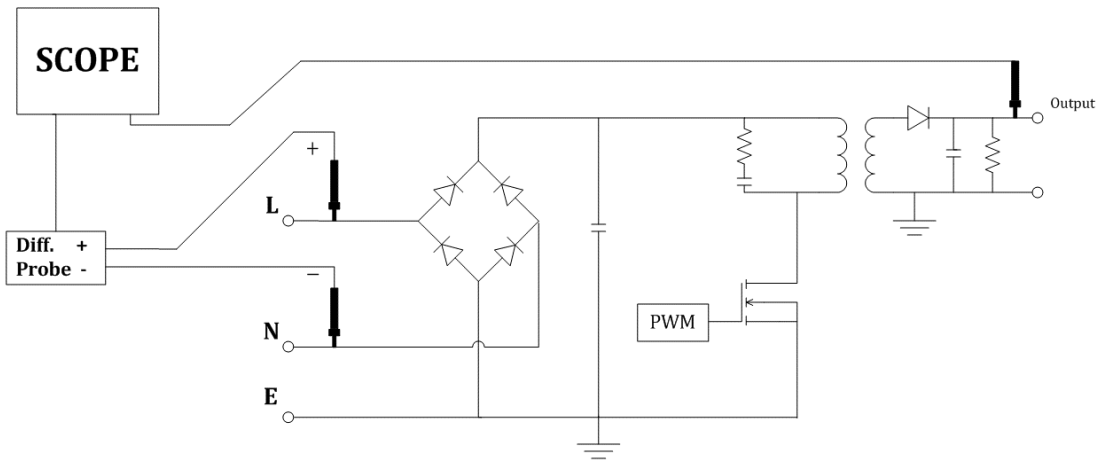 SCOPE
Output
+
L
Diff. +
Probe -
−
N
PWM
E